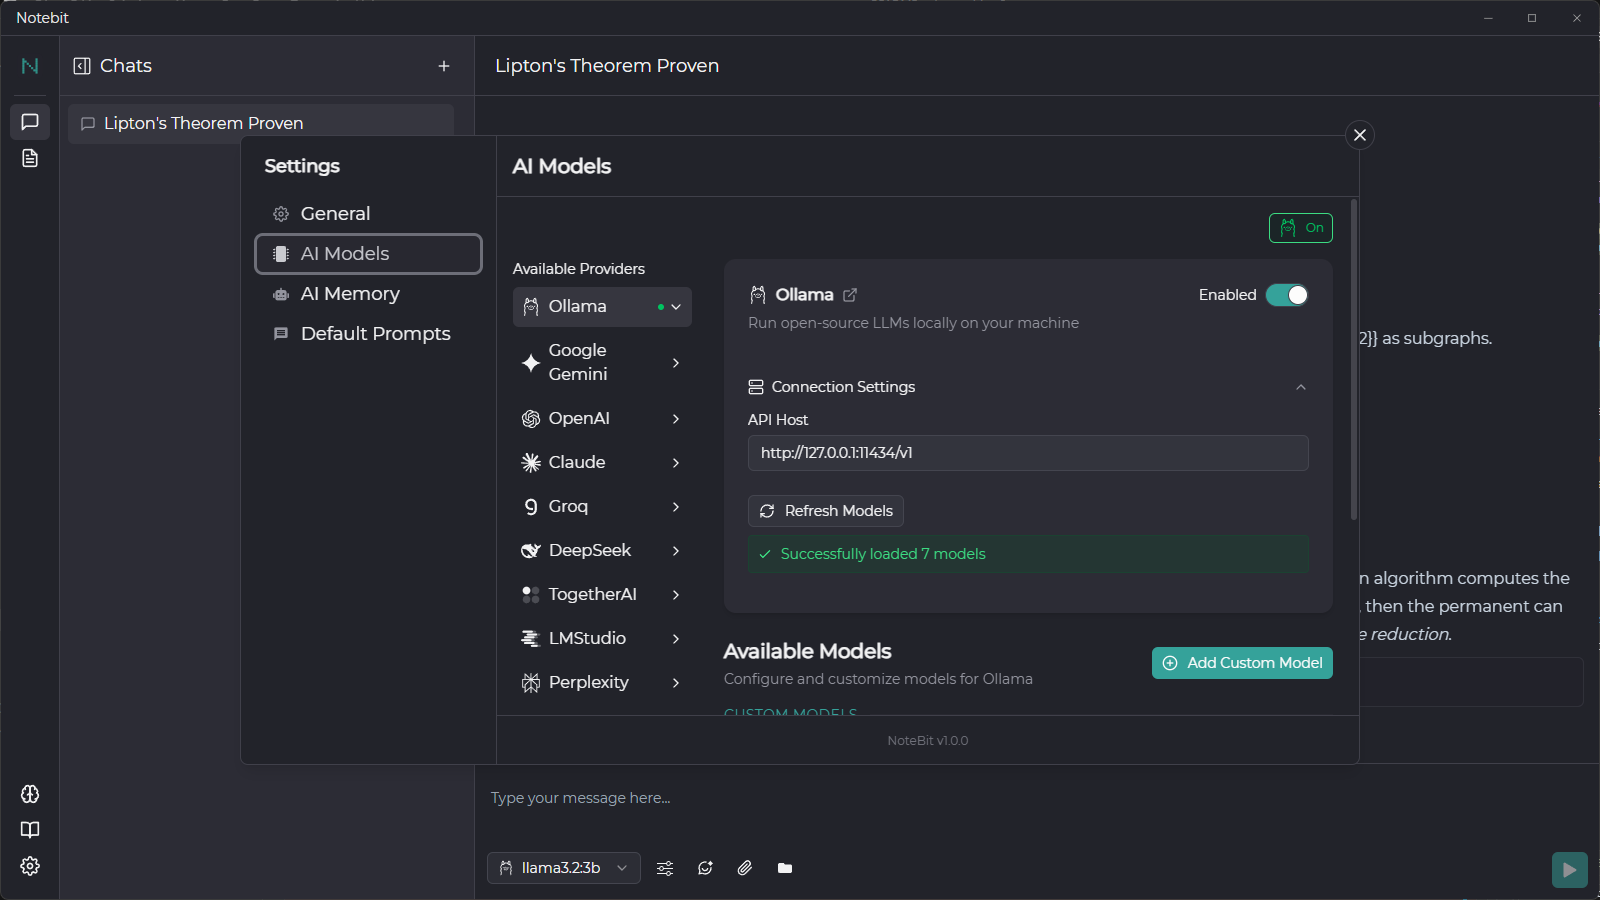 Notebit
Chats
Lipton's Theorem Proven
Lipton's Theorem Proven
Settings
General
AI Models
AI Memory
Default Prompts
AI Models
On
Available Providers
Ollama
Google
Gemini
OpenAI
Claude
Groq
DeepSeek
TogetherAI
LMStudio
Perplexity
Ollama
Enabled
Run open-source LLMs locally on your machine
Connection Settings
API Host
http://127.0.0.1:11434/v1
Refresh Models
Successfully loaded 7 models
Available Models
Configure and customize models for Ollama
Add Custom Model
CUSTOM MODELS
NoteBit v1.0.0
2}} as subgraphs.
n algorithm computes the
, then the permanent can
e reduction.
Type your message here...
llama3.2:3b